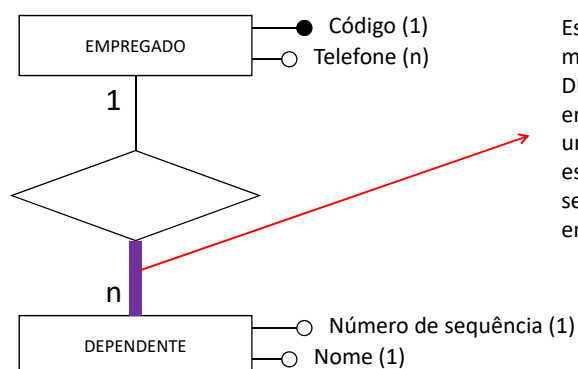 Código (1)
EMPREGADO
Telefone (n)
1
n
Número de sequência (1)
DEPENDENTE
Nome (1)